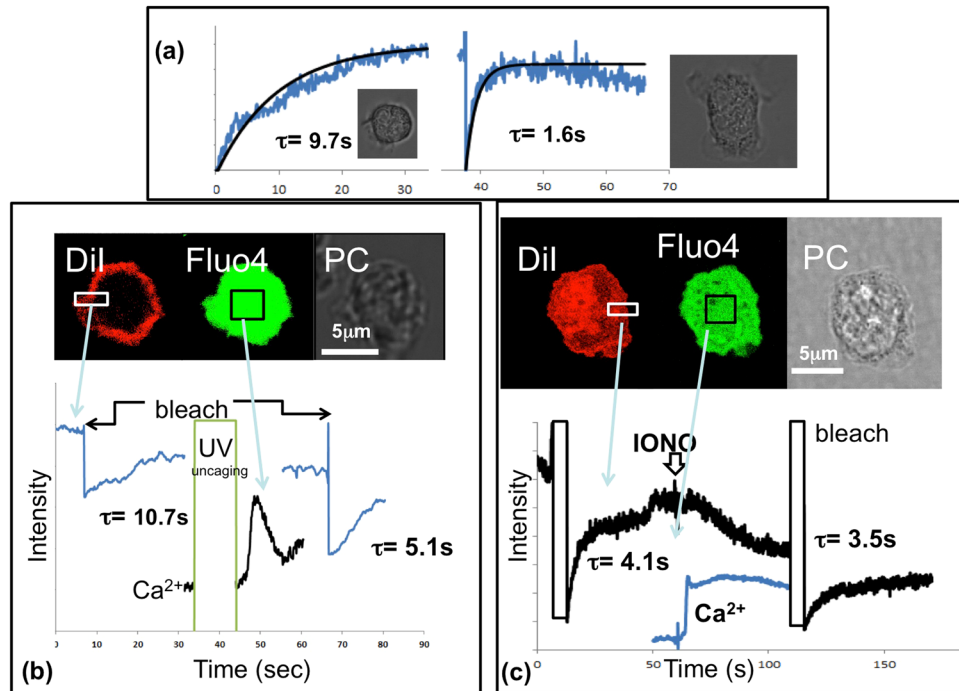 (a)
τ= 9.7s
τ= 1.6s
0 10 20 30 40 50 60 70
DiI Fluo4 PC
5μm
bleach
UV
uncaging
τ= 10.7s
τ= 5.1s
Ca2+
Intensity
0 10 20 30 40 50 60 70 80 90
Time (sec)
(b)
DiI Fluo4 PC
5μm
bleach
IONO
τ= 4.1s
τ= 3.5s
Ca2+
Intensity
0 50 100 150
Time (s)
(c)